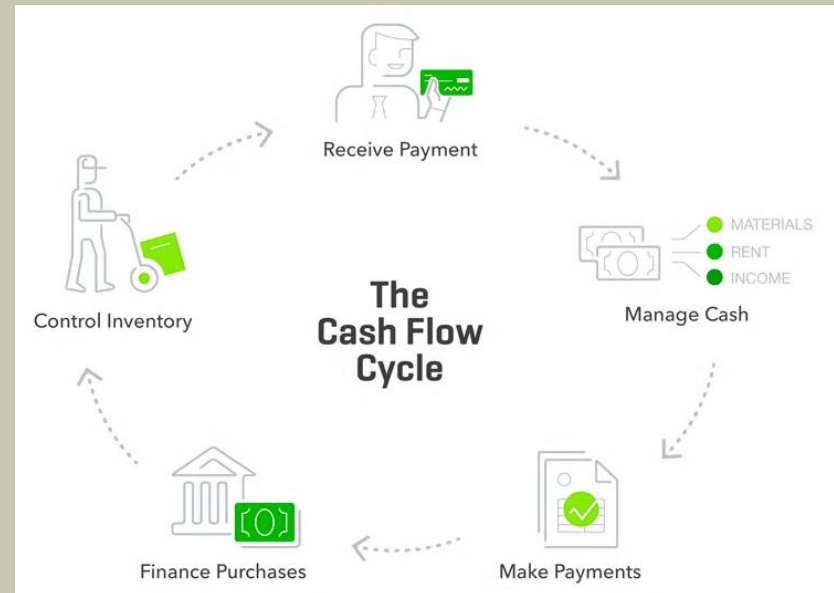 Receive Payment
MATERIALS
RENT
INCOME
Manage Cash
Control Inventory
The
Cash Flow
Cycle
Finance Purchases
Make Payments